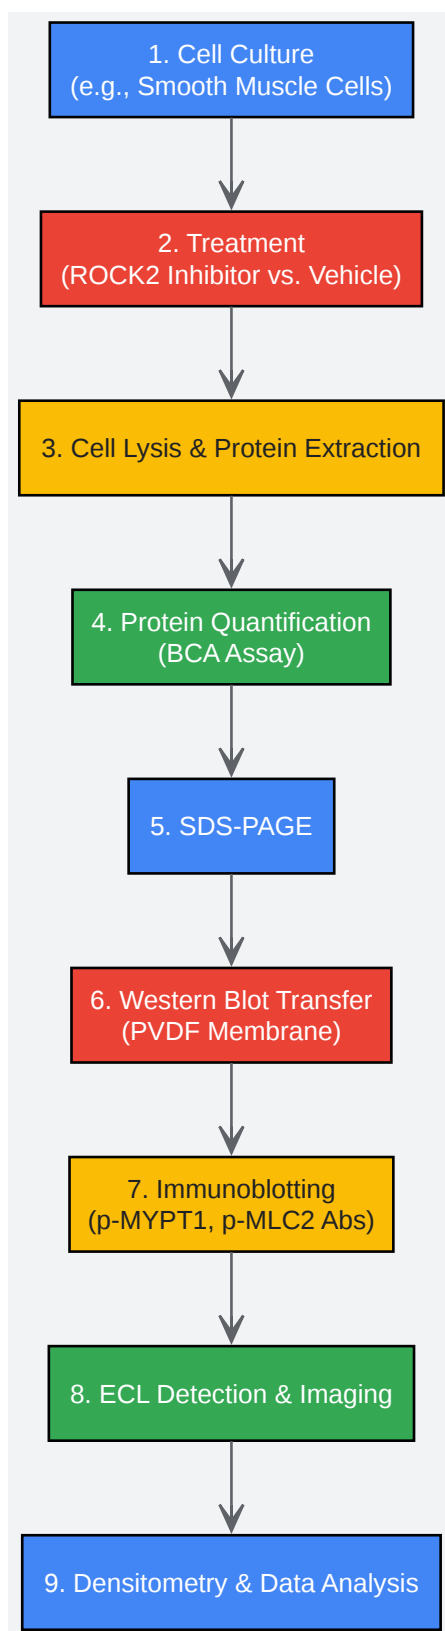 1. Cell Culture
(e.g., Smooth Muscle Cells)
2. Treatment
(ROCK2 Inhibitor vs. Vehicle)
3. Cell Lysis & Protein Extraction
4. Protein Quantification
(BCA Assay)
5. SDS-PAGE
6. Western Blot Transfer
(PVDF Membrane)
7. Immunoblotting
(p-MYPT1, p-MLC2 Abs)
8. ECL Detection & Imaging
9. Densitometry & Data Analysis